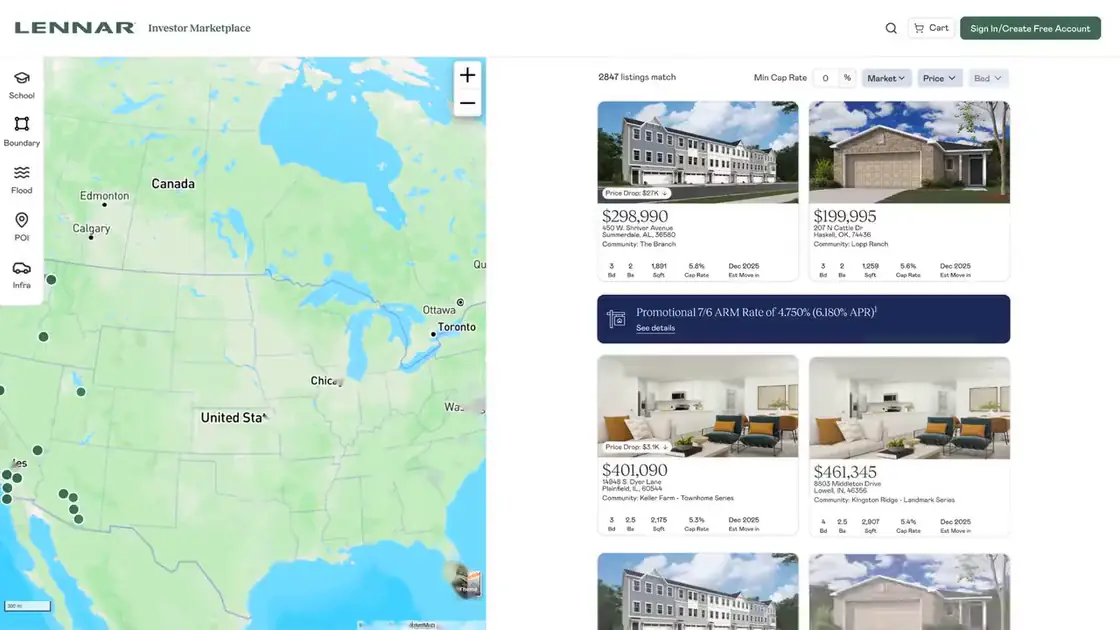 LENNAR
Investor Marketplace
Cart
Sign In/Create Free Account
School
Boundary
Flood
POI
Infra
Canada
Edmonton
Calgary
Ottawa
Toronto
United
2847 listings match
Min Cap Rate
0 %
Market
Price
Bed
Price Drop: $27K ↓
$298,990
450 W. Shriver Avenue
Summerdale, AL, 36580
Community: The Branch
3 2 1,891 5.8% Dec 2025
Bd Ba Sqft Cap Rate Est Move in
$199,995
207 N Cattle Dr
Haskell, OK, 74436
Community: Lopp Ranch
3 2 1,259 5.6% Dec 2025
Bd Ba Sqft Cap Rate Est Move in
Promotional 7/6 ARM Rate of 4.750% (6.180% APR)¹
See details
Price Drop: $3.1K ↓
$401,090
14948 S. Dyer Lane
Plainfield, IL, 60544
Community: Keller Farm - Townhome Series
3 2.5 2,175 5.3% Dec 2025
Bd Ba Sqft Cap Rate Est Move in
$461,345
8803 Middleton Drive
Lowell, IN, 46356
Community: Kingston Ridge - Landmark Series
4 2.5 2,907 5.4% Dec 2025
Bd Ba Sqft Cap Rate Est Move in